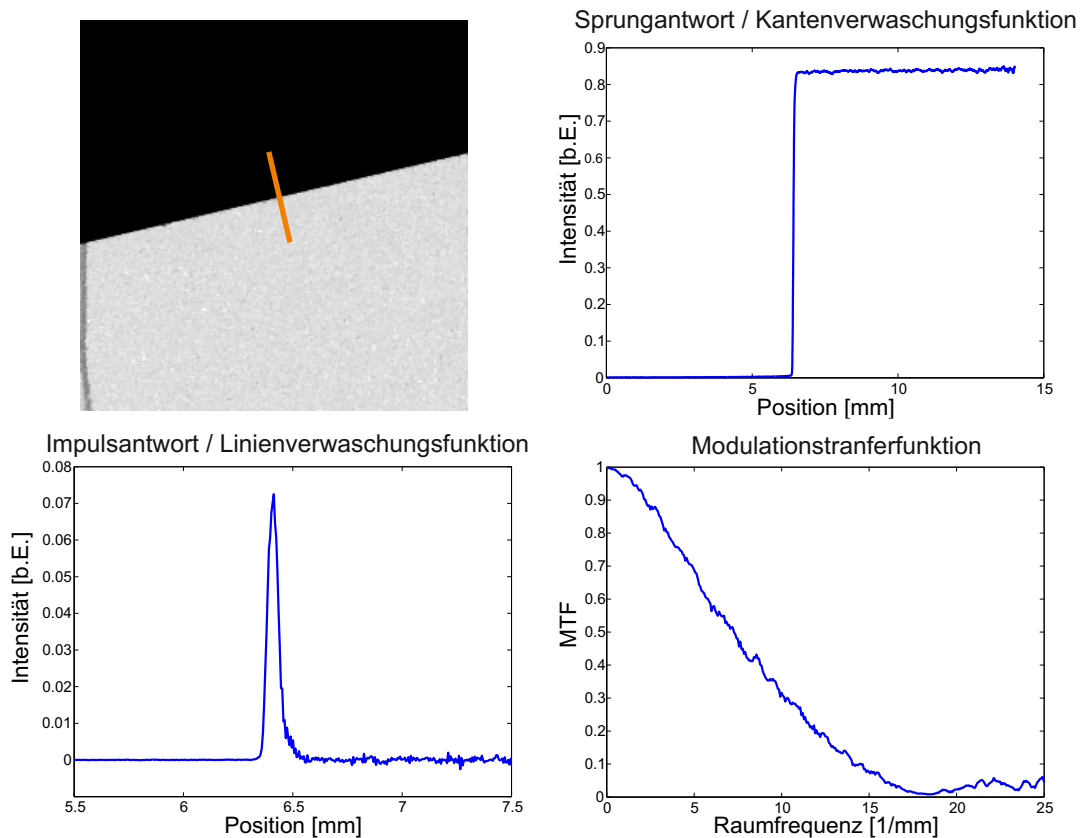 Sprungantwort / Kantenverwaschungsfunktion
0.9
0.8
0.7
0.6
0.5
0.4
0.3
0.2
0.1
0
Intensität [b.E.]
0 5 10 15
Position [mm]
Impulsantwort / Linienverwaschungsfunktion
0.08
0.07
0.06
0.05
0.04
0.03
0.02
0.01
0
Intensität [b.E.]
5.5 6 6.5 7 7.5
Position [mm]
Modulationstranferfunktion
1
0.9
0.8
0.7
0.6
0.5
0.4
0.3
0.2
0.1
0
MTF
0 5 10 15 20 25
Raumfrequenz [1/mm]